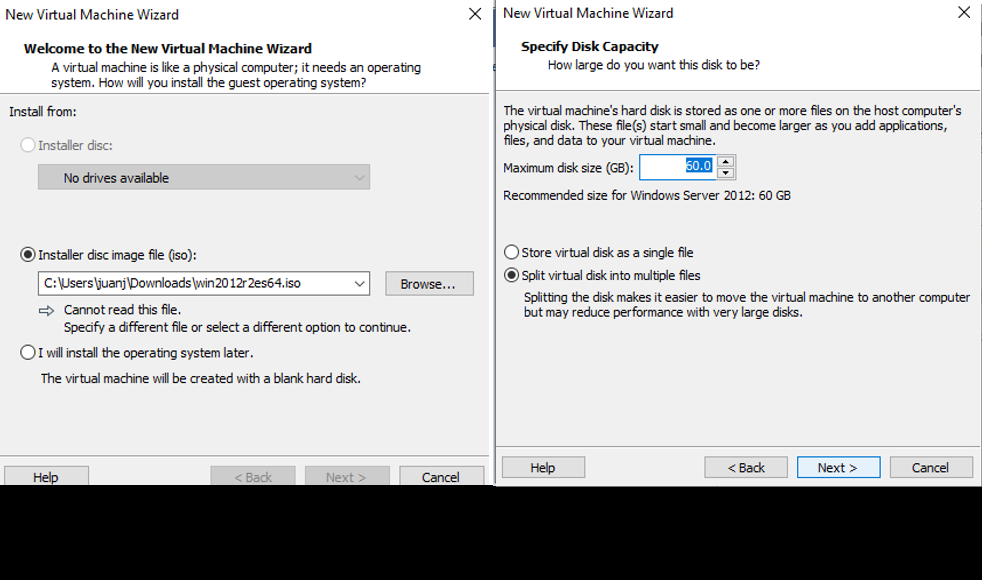 New Virtual Machine Wizard
Welcome to the New Virtual Machine Wizard
A virtual machine is like a physical computer; it needs an operating
system. How will you install the guest operating system?
Install from:
Installer disc:
No drives available
Installer disc image file (iso):
C:\Users\juanj\Downloads\win2012r2es64.iso
Browse...
Cannot read this file.
Specify a different file or select a different option to continue.
I will install the operating system later.
The virtual machine will be created with a blank hard disk.
Help
< Back
Next >
Cancel
New Virtual Machine Wizard
Specify Disk Capacity
How large do you want this disk to be?
The virtual machine's hard disk is stored as one or more files on the host computer's
physical disk. These file(s) start small and become larger as you add applications,
files, and data to your virtual machine.
Maximum disk size (GB): 60.0
Recommended size for Windows Server 2012: 60 GB
Store virtual disk as a single file
Split virtual disk into multiple files
Splitting the disk makes it easier to move the virtual machine to another computer
but may reduce performance with very large disks.
Help
< Back
Next >
Cancel